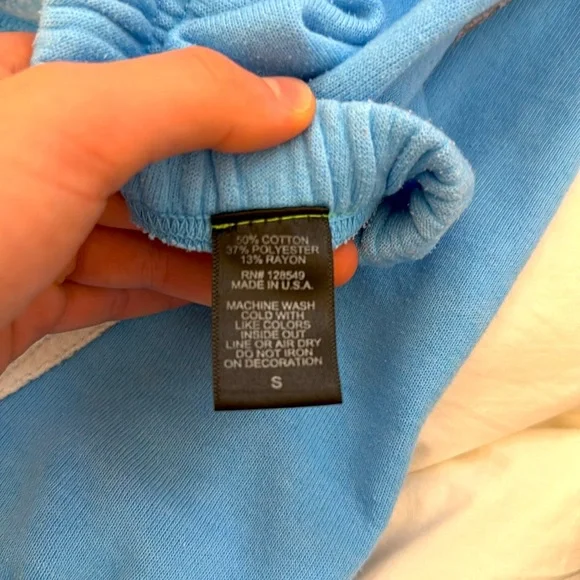 50% COTTON
37% POLYESTER
13% RAYON
RN# 128549
MADE IN U.S.A.
MACHINE WASH
COLD WITH
LIKE COLORS
INSIDE OUT
LINE OR AIR DRY
DO NOT IRON
ON DECORATION
S